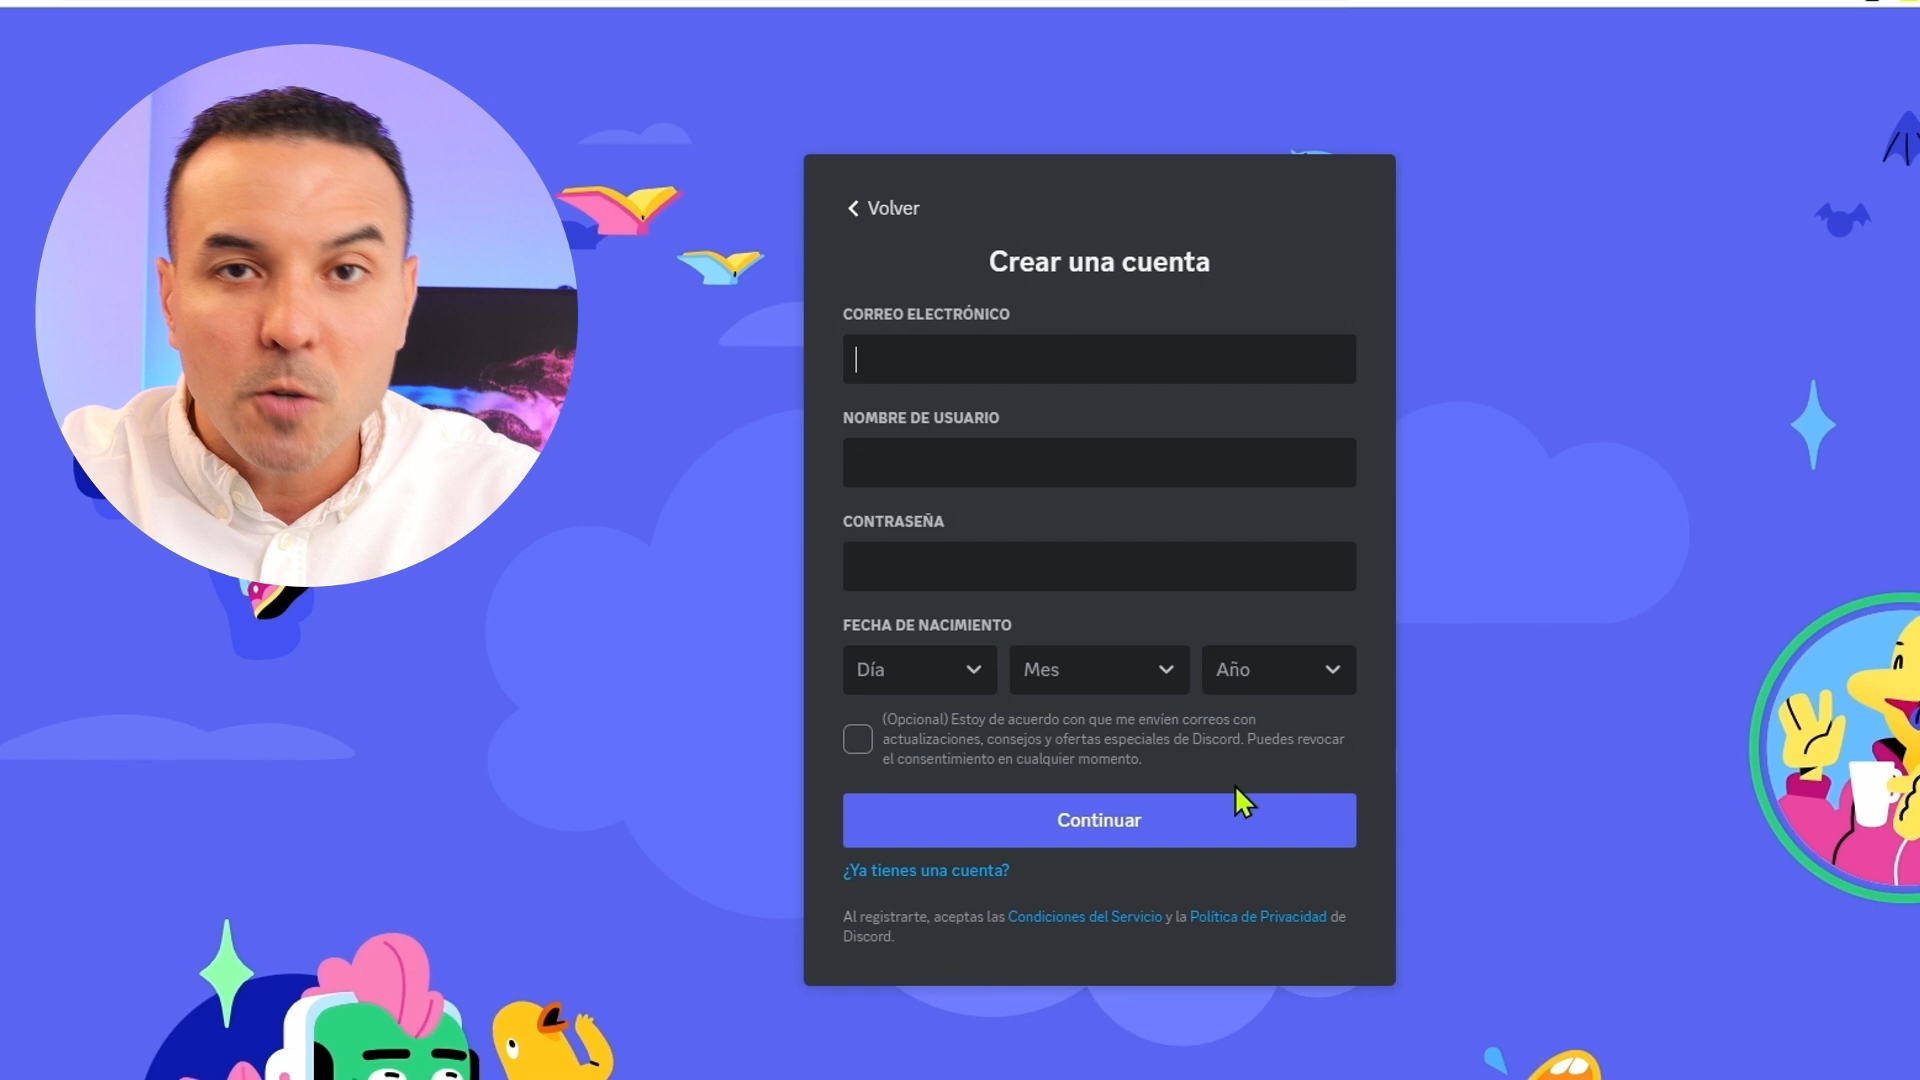 Volver
Crear una cuenta
CORREO ELECTRÓNICO
NOMBRE DE USUARIO
CONTRASEÑA
FECHA DE NACIMIENTO
Día Mes Año
(Opcional) Estoy de acuerdo con que me envíen correos con
actualizaciones, consejos y ofertas especiales de Discord. Puedes revocar
el consentimiento en cualquier momento.
Continuar
¿Ya tienes una cuenta?
Al registrarte, aceptas las Condiciones del Servicio y la Política de Privacidad de
Discord.